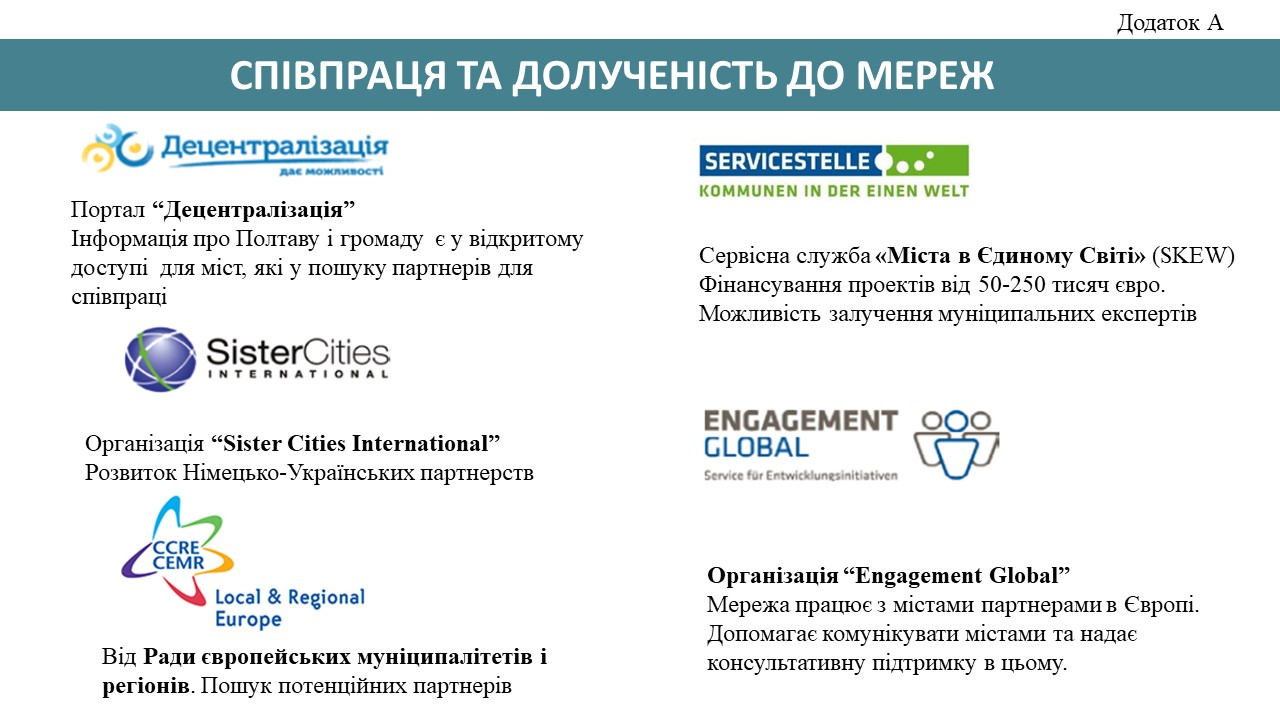 Додаток А
СПІВПРАЦЯ ТА ДОЛУЧЕНІСТЬ ДО МЕРЕЖ
Децентралізація
дає можливості
Портал “Децентралізація”
Інформація про Полтаву і громаду є у відкритому
доступі для міст, які у пошуку партнерів для
співпраці
SisterCities
INTERNATIONAL
Організація “Sister Cities International”
Розвиток Німецько-Українських партнерств
CCRE
CEMR
Local & Regional
Europe
Від Ради європейських муніципалітетів і
регіонів. Пошук потенційних партнерів
SERVICESTELLE
KOMMUNEN IN DER EINEN WELT
Сервісна служба «Міста в Єдиному Світі» (SKEW)
Фінансування проектів від 50-250 тисяч євро.
Можливість залучення муніципальних експертів
ENGAGEMENT
GLOBAL
Service für Entwicklungsinitiativen
Організація “Engagement Global”
Мережа працює з містами партнерами в Європі.
Допомагає комунікувати містами та надає
консультативну підтримку в цьому.